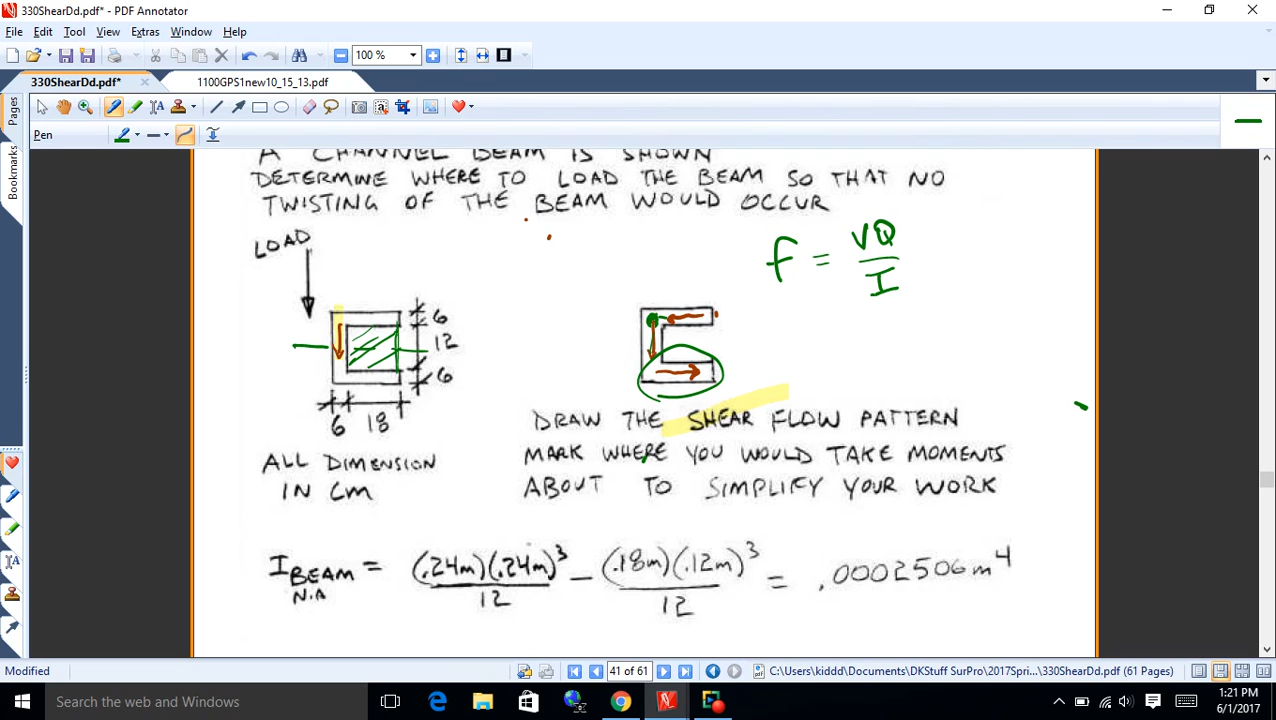 330ShearDd.pdf* - PDF Annotator
File Edit Tool Extras Window Help
100 %
330ShearDd.pdf* 1100GPS1new10_15_13.pdf
Pen
Pages
Bookmarks
A CHANNEL BEAM IS SHOWN
DETERMINE WHERE TO LOAD THE BEAM SO THAT NO
TWISTING OF THE BEAM WOULD OCCUR
LOAD
f = VQ
I
6
12
6
6 18
ALL DIMENSION
IN CM
DRAW THE SHEAR FLOW PATTERN
MARK WHERE YOU WOULD TAKE MOMENTS
ABOUT TO SIMPLIFY YOUR WORK
I BEAM = (.24m)(.24m)³ – (.18m)(.12m)³ = .0002506m⁴
N.A 12 12
Modified
41 of 61
C:\Users\kiddd\Documents\DKStuff SurPro\2017Spri...\330ShearDd.pdf (61 Pages)
Search the web and Windows
1:21 PM
6/1/2017